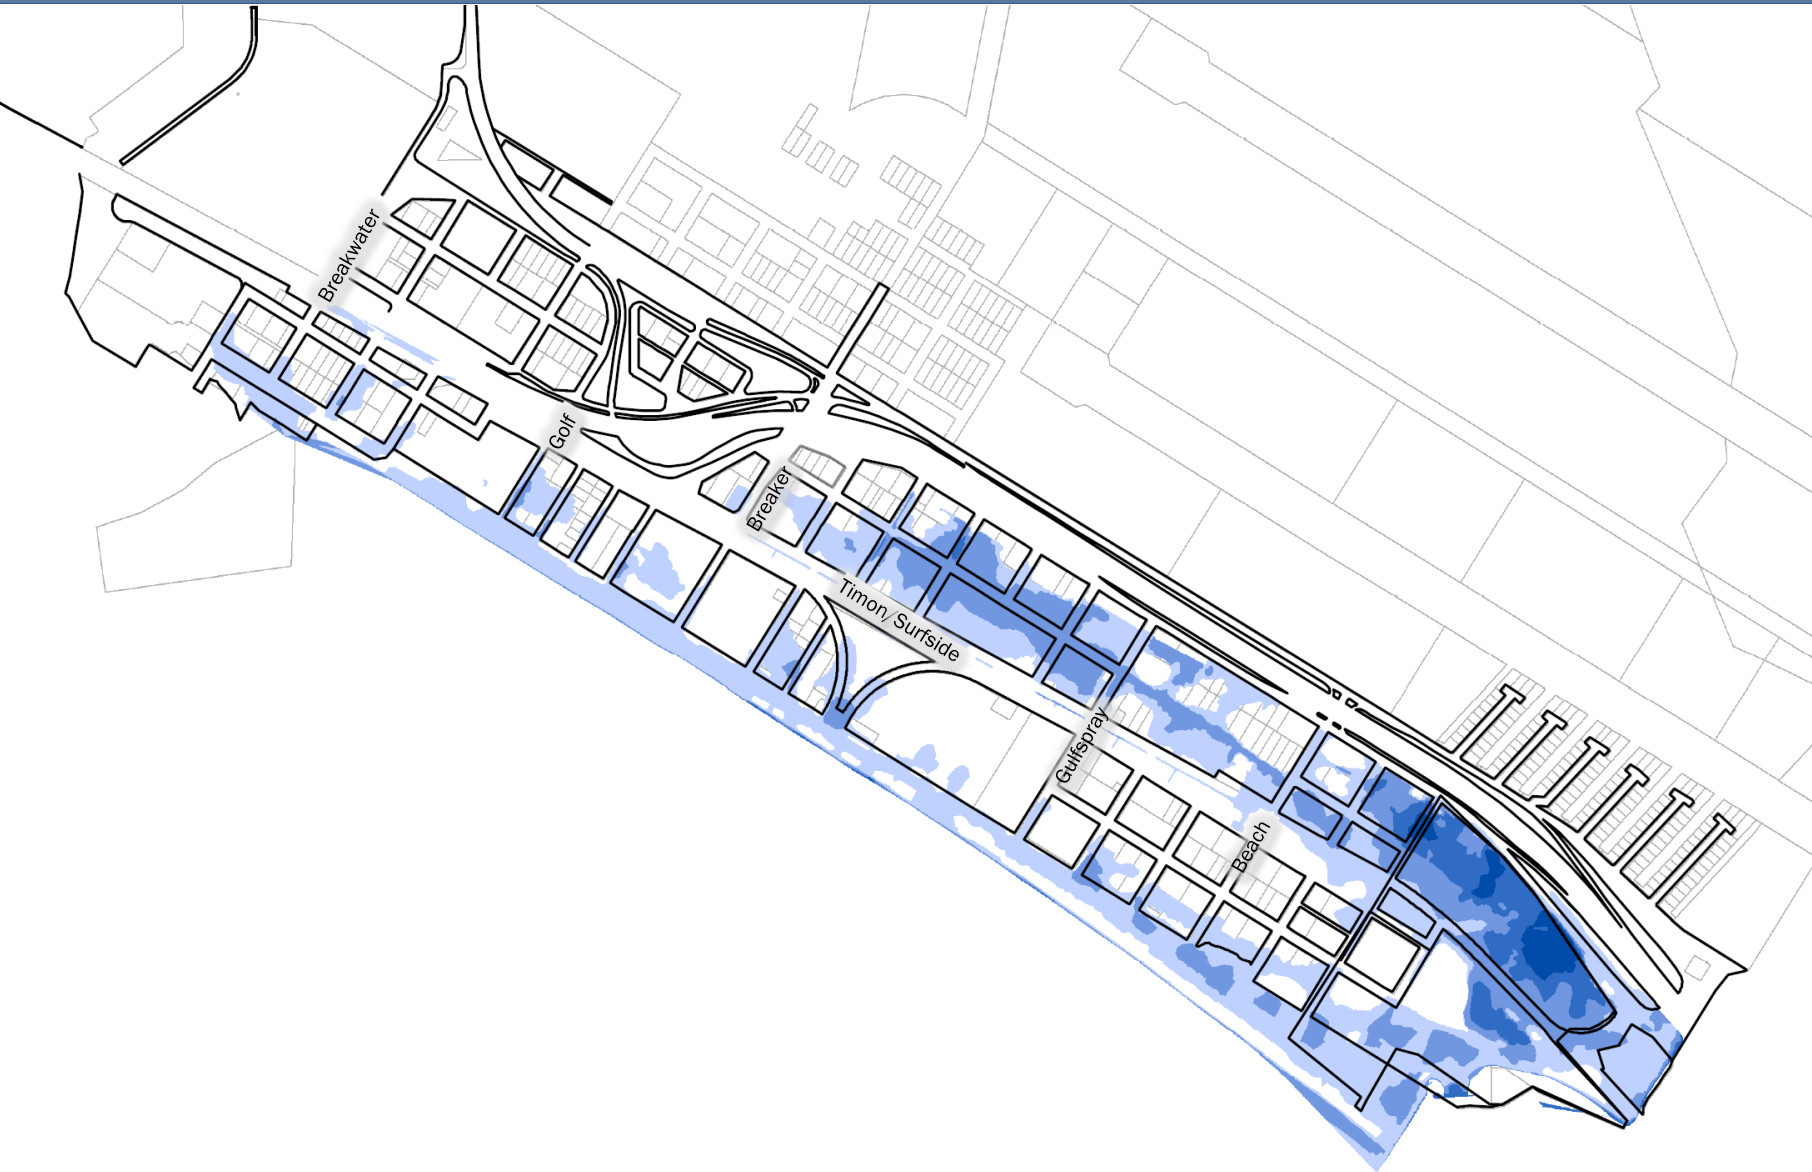 Breakwater
Golf
Breaker
Timon/Surfside
Gulfspray
Beach